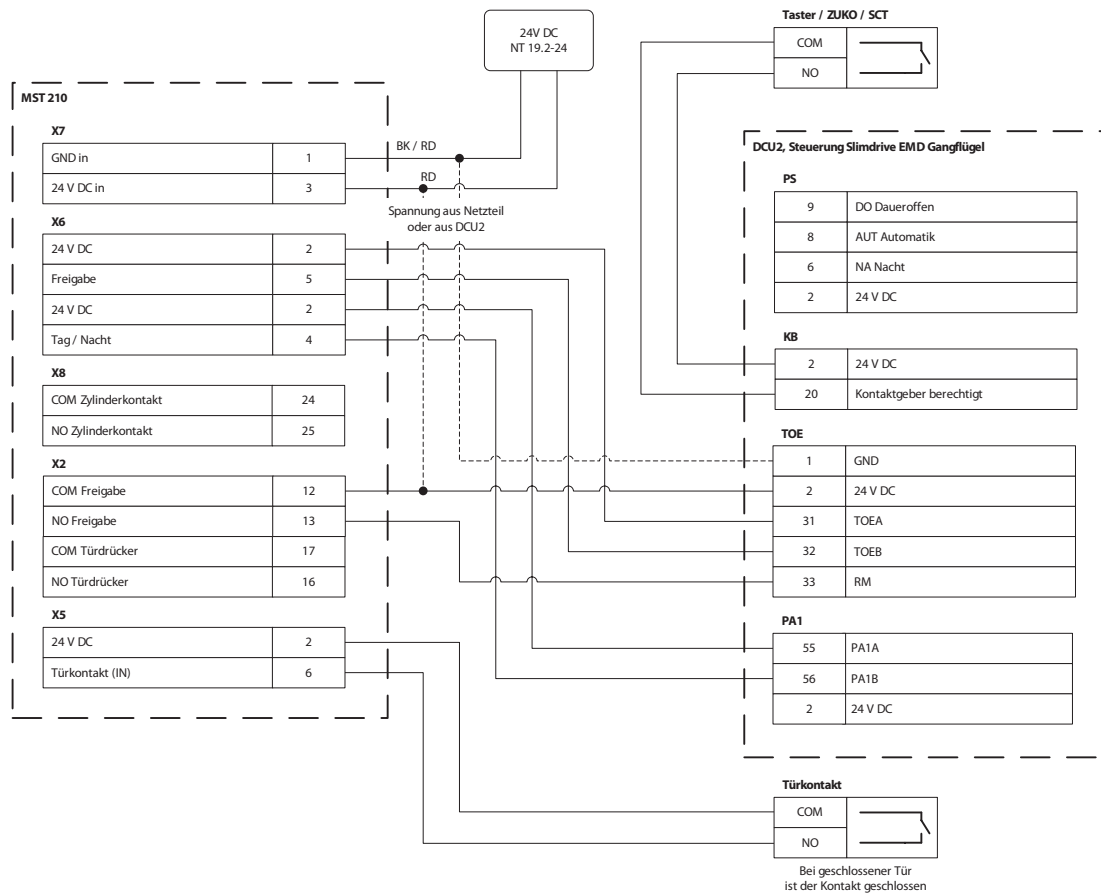 24V DC
NT 19.2-24
Taster / ZUKO / SCT
COM
NO
MST 210
X7
GND in 1
24 V DC in 3
BK / RD
RD
Spannung aus Netzteil
oder aus DCU2
X6
24 V DC 2
Freigabe 5
24 V DC 2
Tag / Nacht 4
X8
COM Zylinderkontakt 24
NO Zylinderkontakt 25
X2
COM Freigabe 12
NO Freigabe 13
COM Türdrücker 17
NO Türdrücker 16
X5
24 V DC 2
Türkontakt (IN) 6
DCU2, Steuerung Slimdrive EMD Gangflügel
PS
9 DO Daueroffen
8 AUT Automatik
6 NA Nacht
2 24 V DC
KB
2 24 V DC
20 Kontaktgeber berechtigt
TOE
1 GND
2 24 V DC
31 TOEA
32 TOEB
33 RM
PA1
55 PA1A
56 PA1B
2 24 V DC
Türkontakt
COM
NO
Bei geschlossener Tür
ist der Kontakt geschlossen